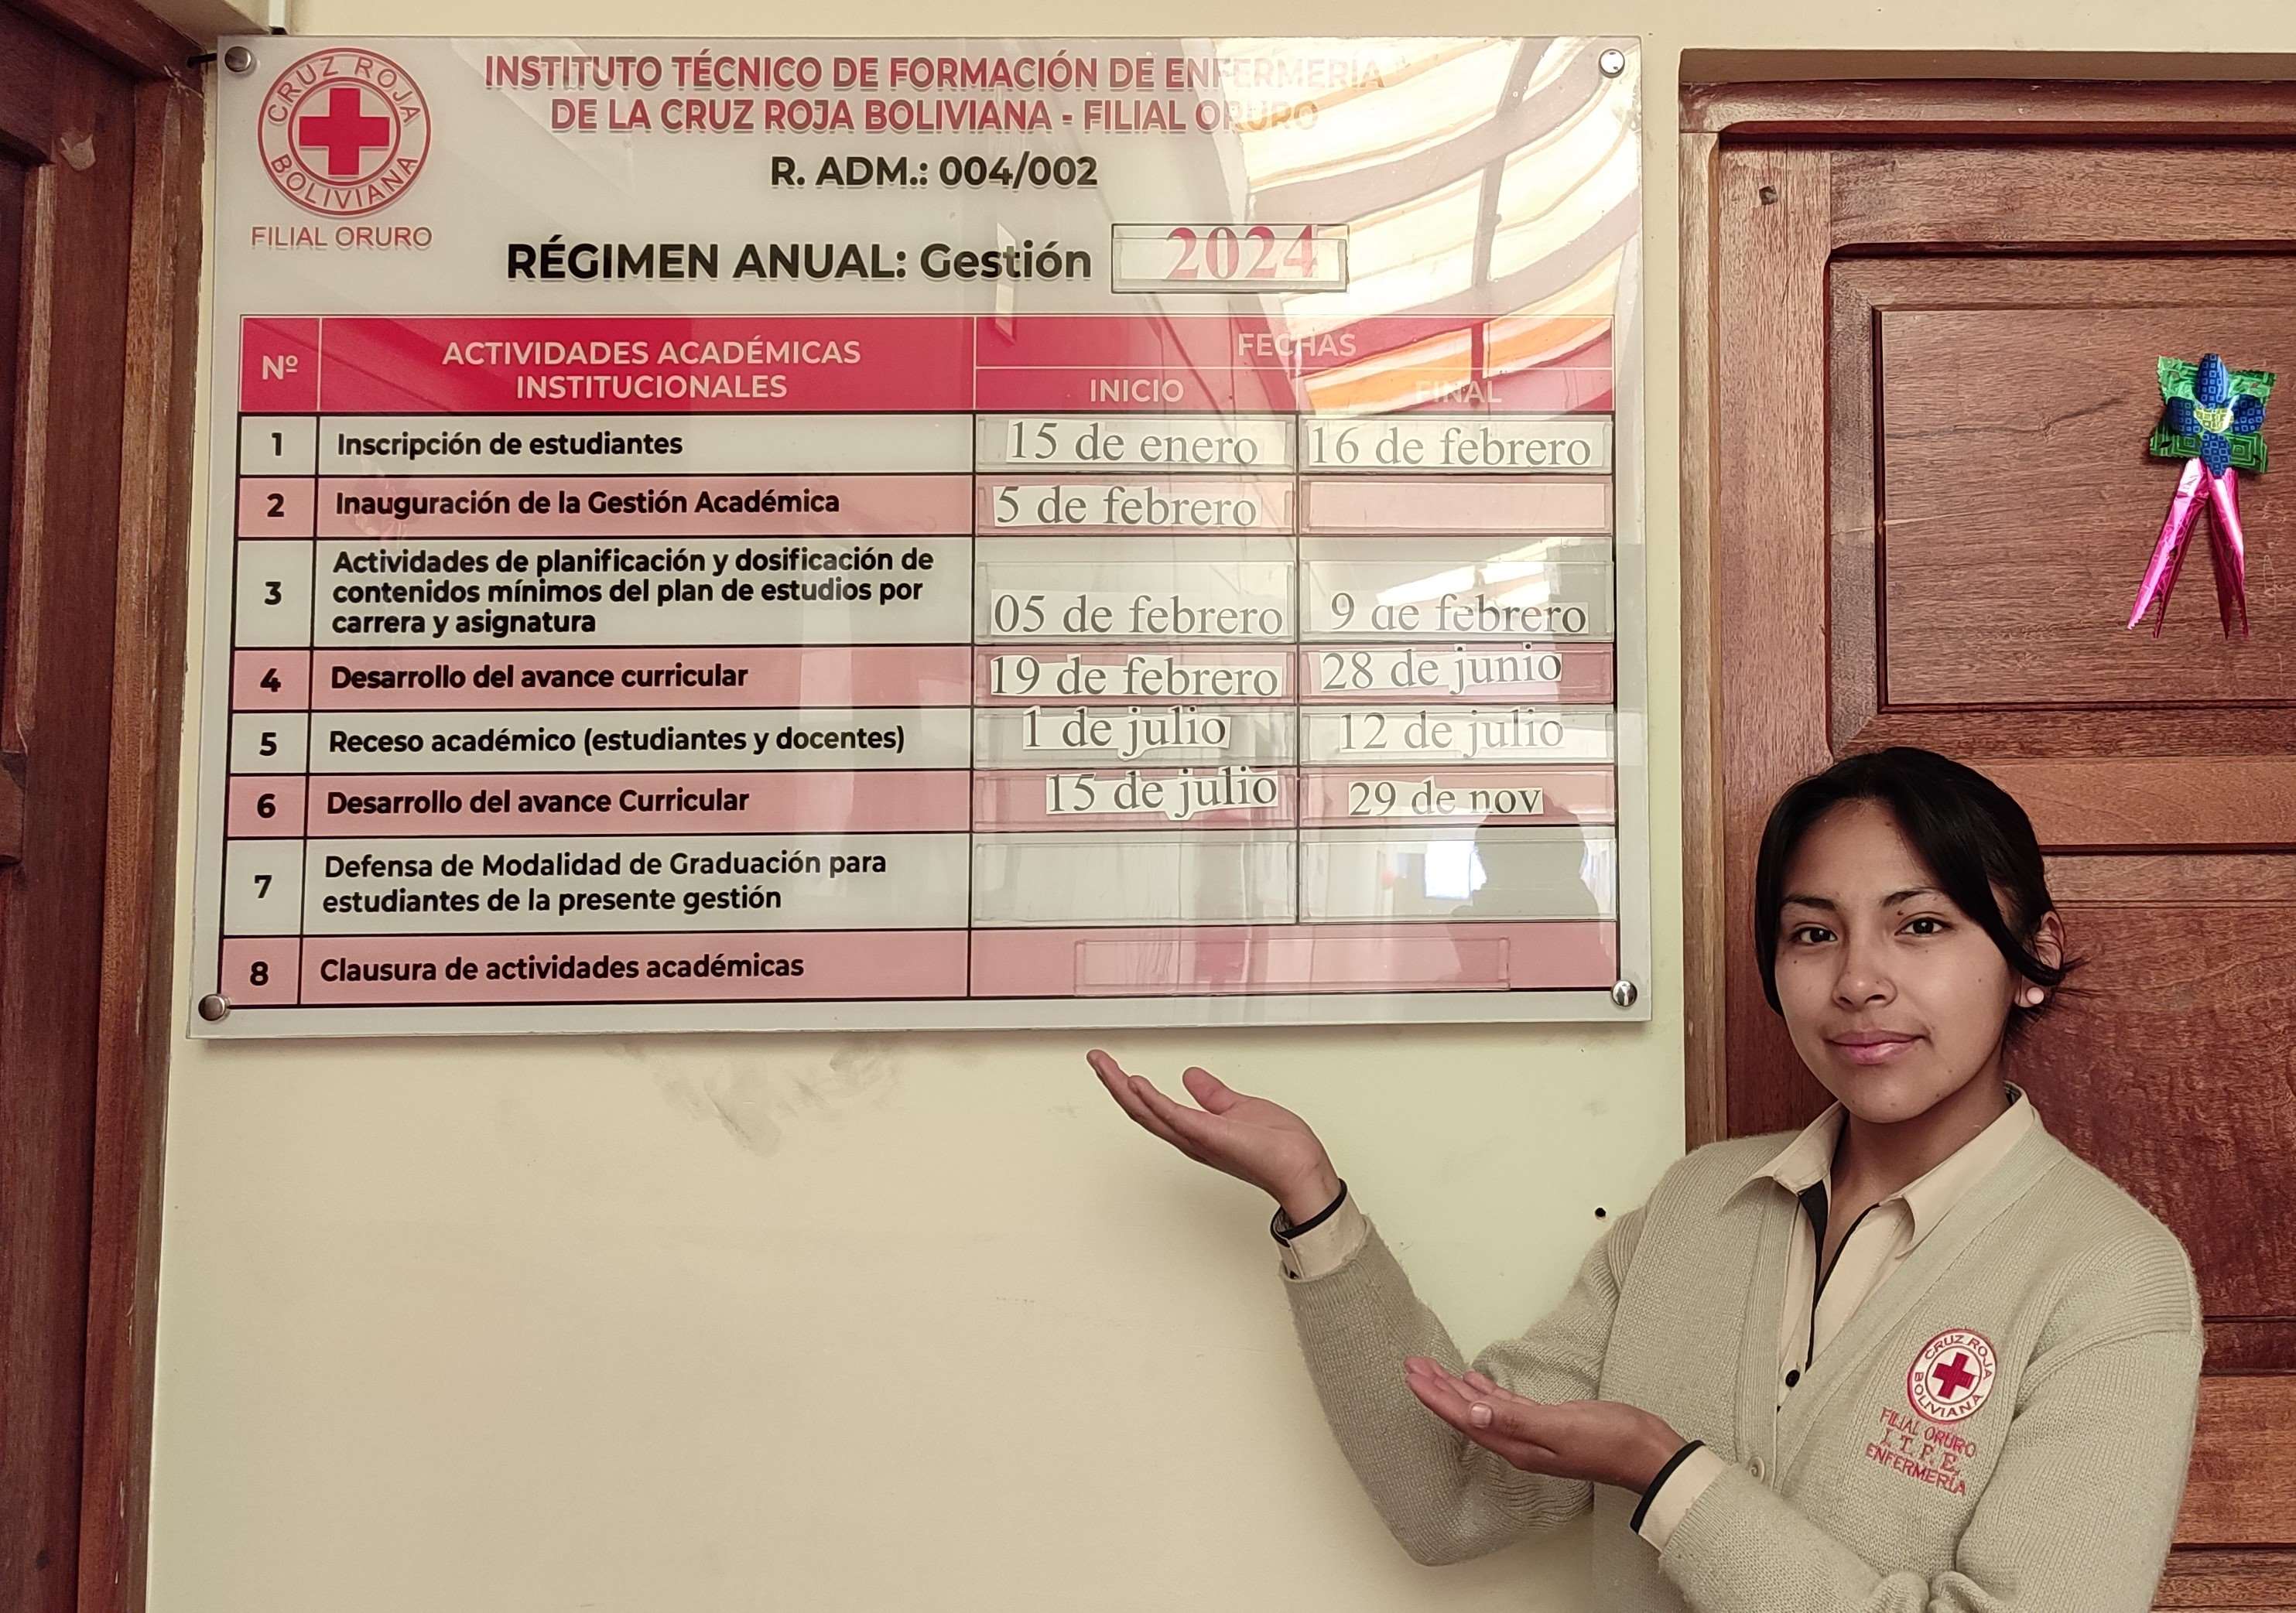 CRUZ ROJA
BOLIVIANA
FILIAL ORURO
INSTITUTO TÉCNICO DE FORMACIÓN DE ENFERMERÍA
DE LA CRUZ ROJA BOLIVIANA - FILIAL ORURO
R. ADM.: 004/002
RÉGIMEN ANUAL: Gestión 2024
Nº
ACTIVIDADES ACADÉMICAS
INSTITUCIONALES
FECHAS
INICIO FINAL
1 Inscripción de estudiantes 15 de enero 16 de febrero
2 Inauguración de la Gestión Académica 5 de febrero
3 Actividades de planificación y dosificación de
contenidos mínimos del plan de estudios por
carrera y asignatura 05 de febrero 9 de febrero
4 Desarrollo del avance curricular 19 de febrero 28 de junio
5 Receso académico (estudiantes y docentes) 1 de julio 12 de julio
6 Desarrollo del avance Curricular 15 de julio 29 de nov
7 Defensa de Modalidad de Graduación para
estudiantes de la presente gestión
8 Clausura de actividades académicas
CRUZ ROJA
BOLIVIANA
FILIAL ORURO
I. T. F. E.
ENFERMERÍA